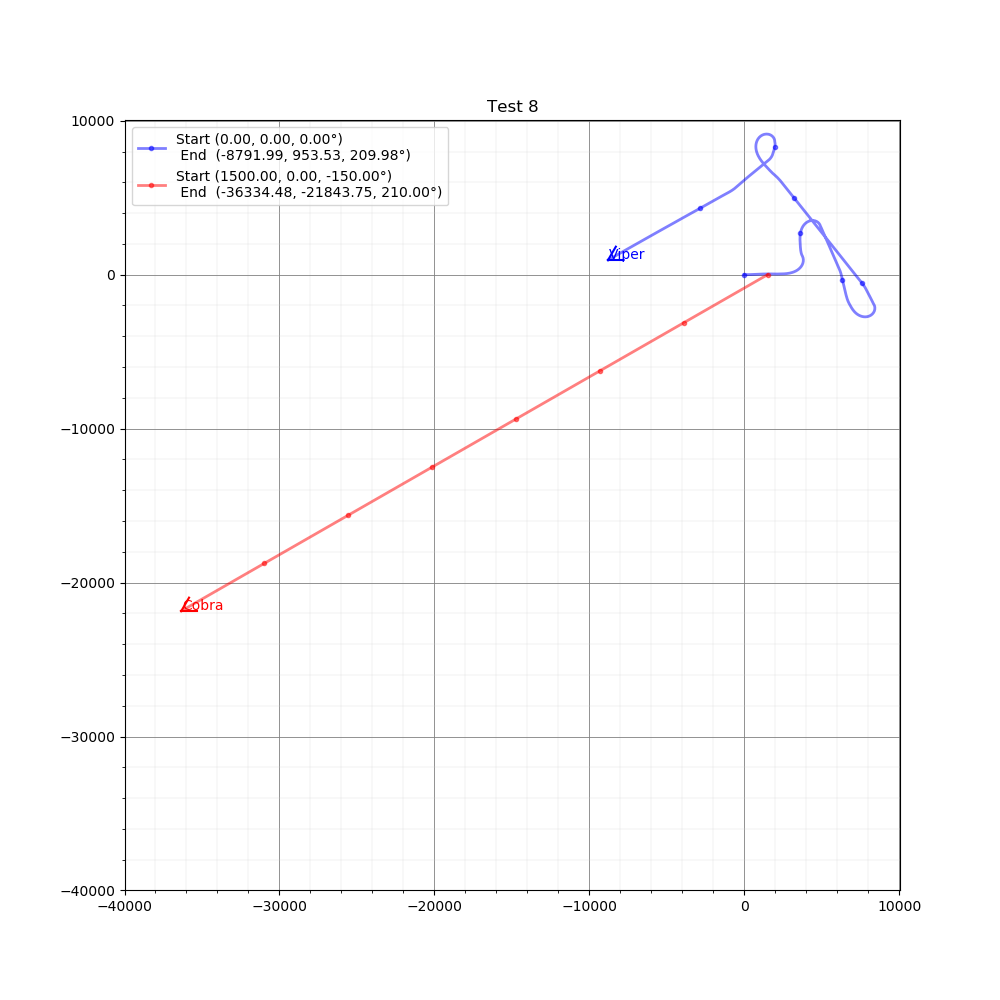 Test 8
Start (0.00, 0.00, 0.00°)
End (-8791.99, 953.53, 209.98°)
Start (1500.00, 0.00, -150.00°)
End (-36334.48, -21843.75, 210.00°)
10000
0
−10000
−20000
−30000
−40000
Viper
Cobra
−40000 −30000 −20000 −10000 0 10000